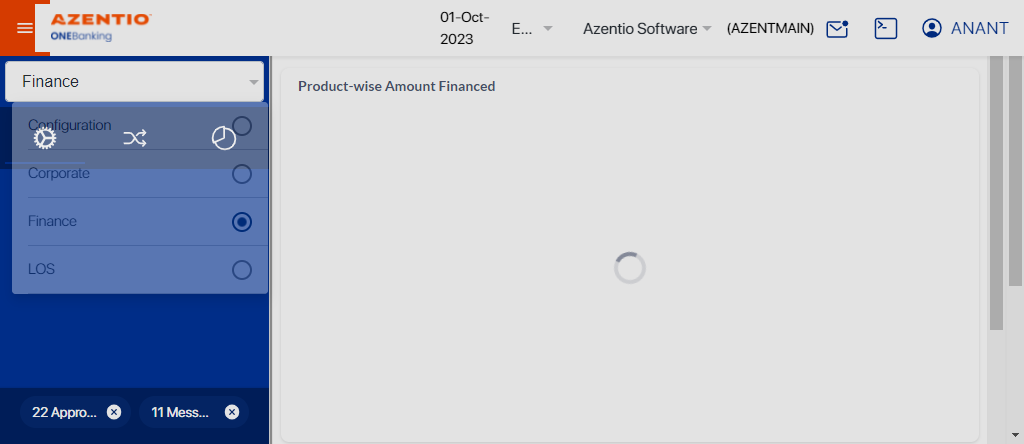 AZENTIO
ONEBanking
01-Oct-
2023
E...
Azentio Software
(AZENTMAIN)
ANANT
Finance
Configuration
Corporate
Finance
LOS
22 Appro...
11 Mess...
Product-wise Amount Financed